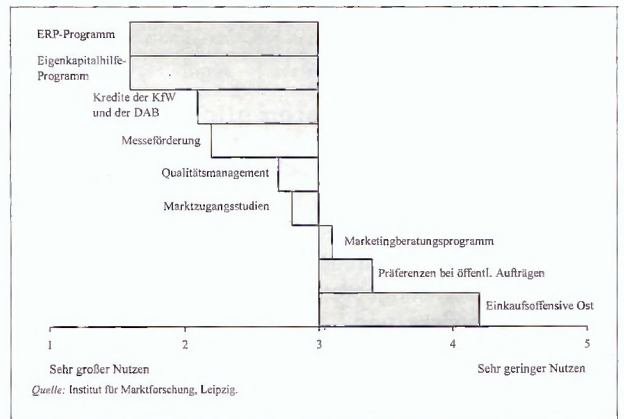 ERP-Programm
Eigenkapitalhilfe-
Programm
Kredite der KfW
und der DAB
Messeförderung
Qualitätsmanagement
Marktzugangsstudien
Marketingberatungsprogramm
Präferenzen bei öffentl. Aufträgen
Einkaufsoffensive Ost
1 2 3 4 5
Sehr großer Nutzen Sehr geringer Nutzen
Quelle: Institut für Marktforschung, Leipzig.